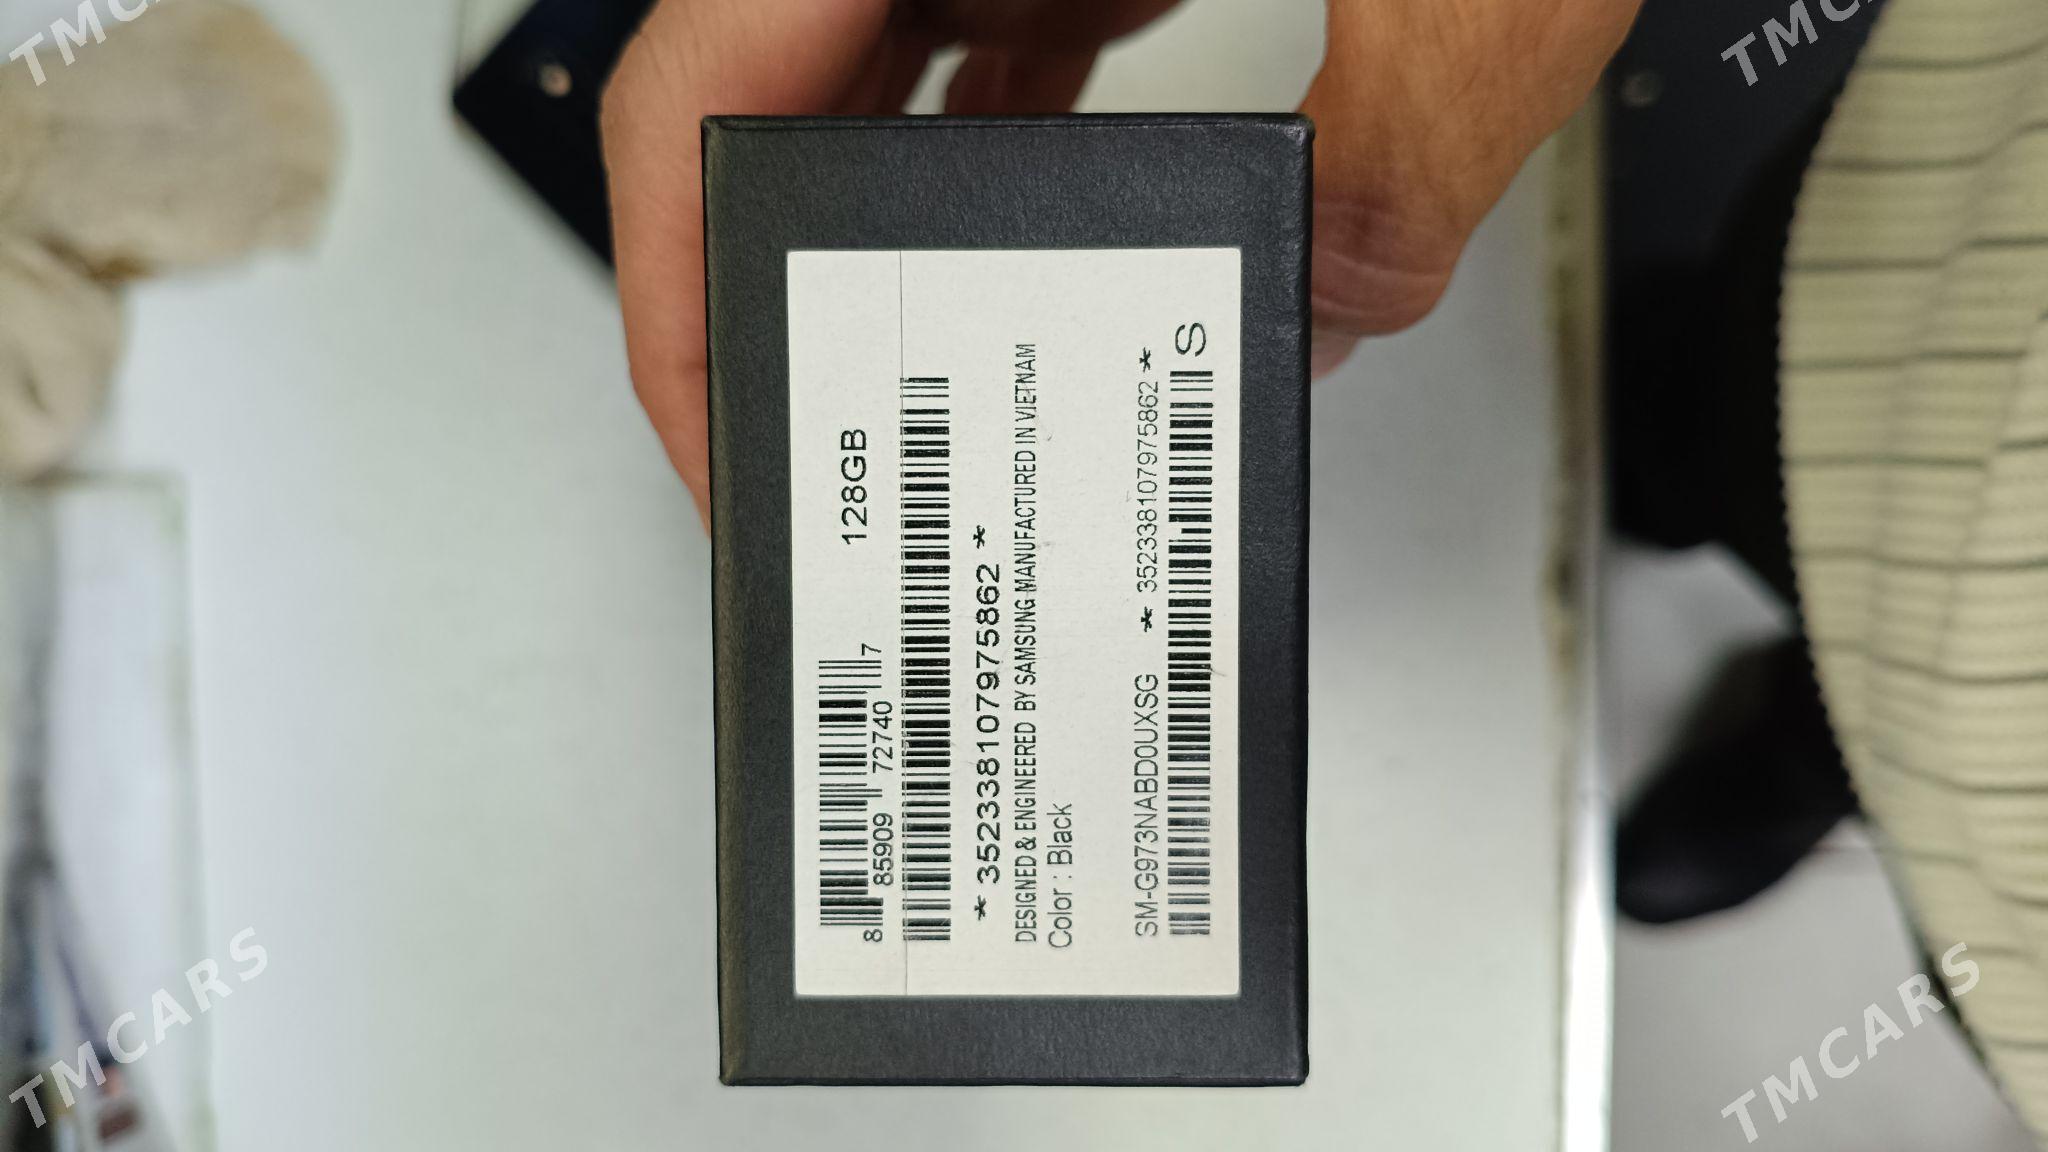 128GB
8 85909 72740 7
* 352338107975862 *
DESIGNED & ENGINEERED BY SAMSUNG MANUFACTURED IN VIETNAM
Color : Black
SM-G973NABD0UXSG * 352338107975862 *
S
TMCARS
TMCARS
TMCARS
TMCARS